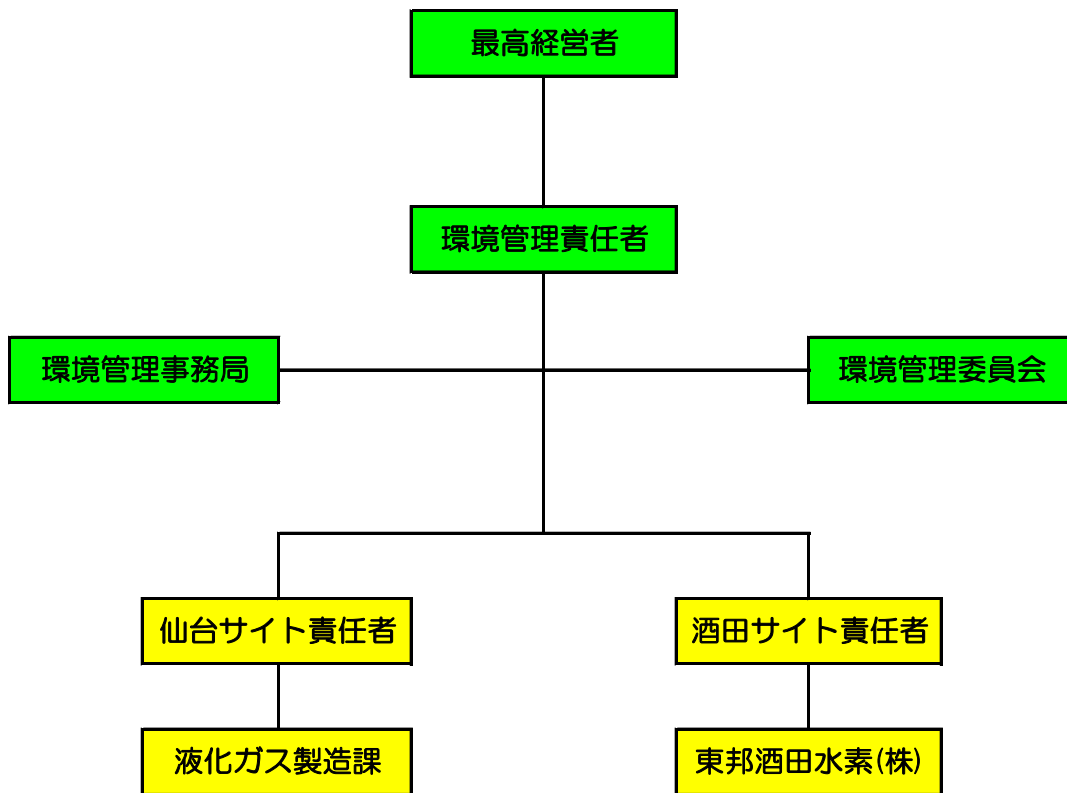 最高経営者
環境管理責任者
環境管理事務局
環境管理委員会
仙台サイト責任者
酒田サイト責任者
液化ガス製造課
東邦酒田水素(株)